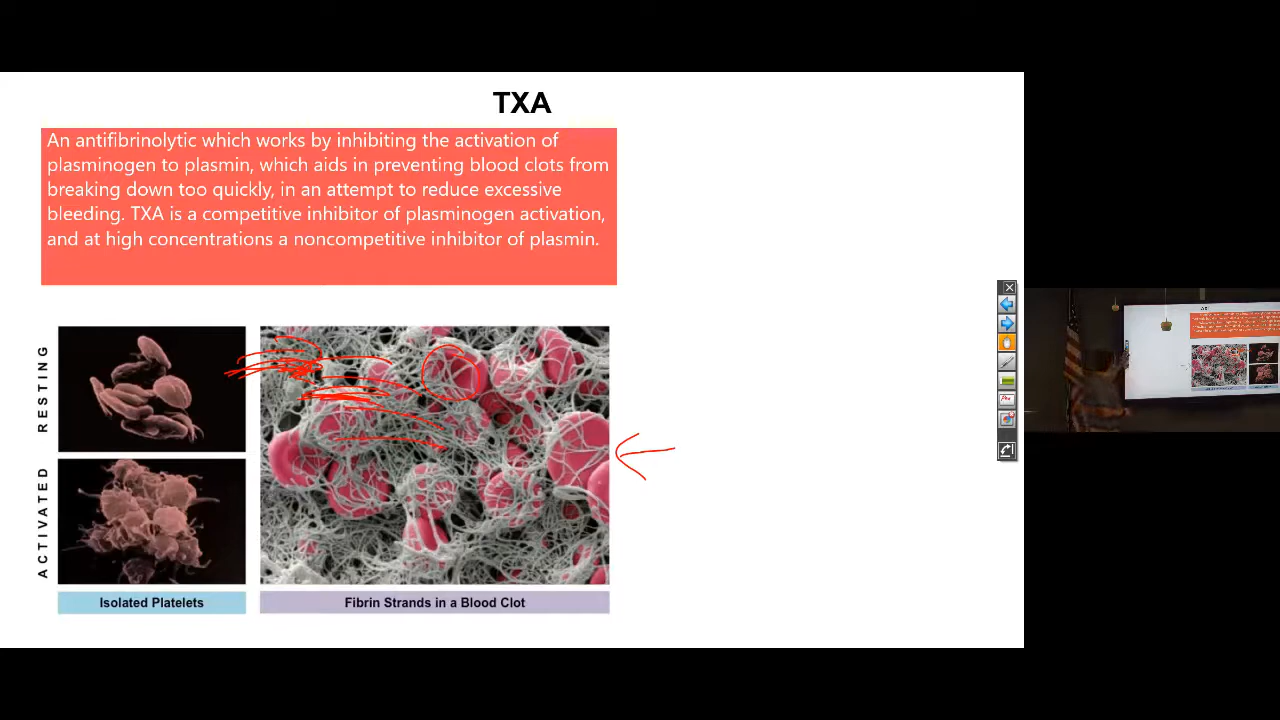 TXA
An antifibrinolytic which works by inhibiting the activation of
plasminogen to plasmin, which aids in preventing blood clots from
breaking down too quickly, in an attempt to reduce excessive
bleeding. TXA is a competitive inhibitor of plasminogen activation,
and at high concentrations a noncompetitive inhibitor of plasmin.
RESTING
ACTIVATED
Isolated Platelets
Fibrin Strands in a Blood Clot